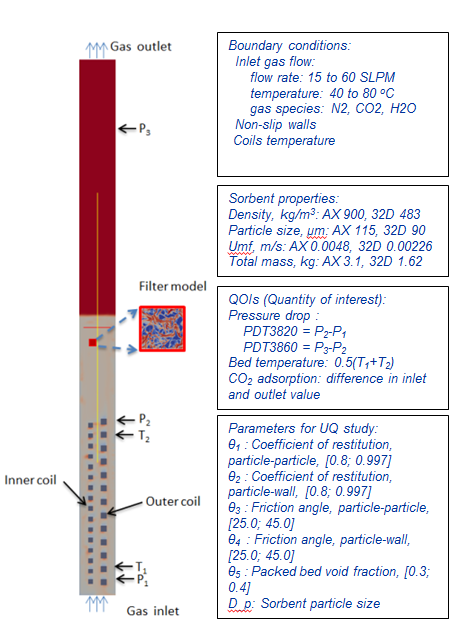 Gas outlet
P3
Filter model
P2
T2
Inner coil
Outer coil
T1
P1
Gas inlet
Boundary conditions:
Inlet gas flow:
flow rate: 15 to 60 SLPM
temperature: 40 to 80 ºC
gas species: N2, CO2, H2O
Non-slip walls
Coils temperature
Sorbent properties:
Density, kg/m³: AX 900, 32D 483
Particle size, µm: AX 115, 32D 90
Umf, m/s: AX 0.0048, 32D 0.00226
Total mass, kg: AX 3.1, 32D 1.62
QOIs (Quantity of interest):
Pressure drop :
PDT3820 = P2-P1
PDT3860 = P3-P2
Bed temperature: 0.5(T1+T2)
CO2 adsorption: difference in inlet
and outlet value
Parameters for UQ study:
θ1 : Coefficient of restitution,
particle-particle, [0.8; 0.997]
θ2 : Coefficient of restitution,
particle-wall, [0.8; 0.997]
θ3 : Friction angle, particle-particle,
[25.0; 45.0]
θ4 : Friction angle, particle-wall,
[25.0; 45.0]
θ5 : Packed bed void fraction, [0.3;
0.4]
D_p: Sorbent particle size